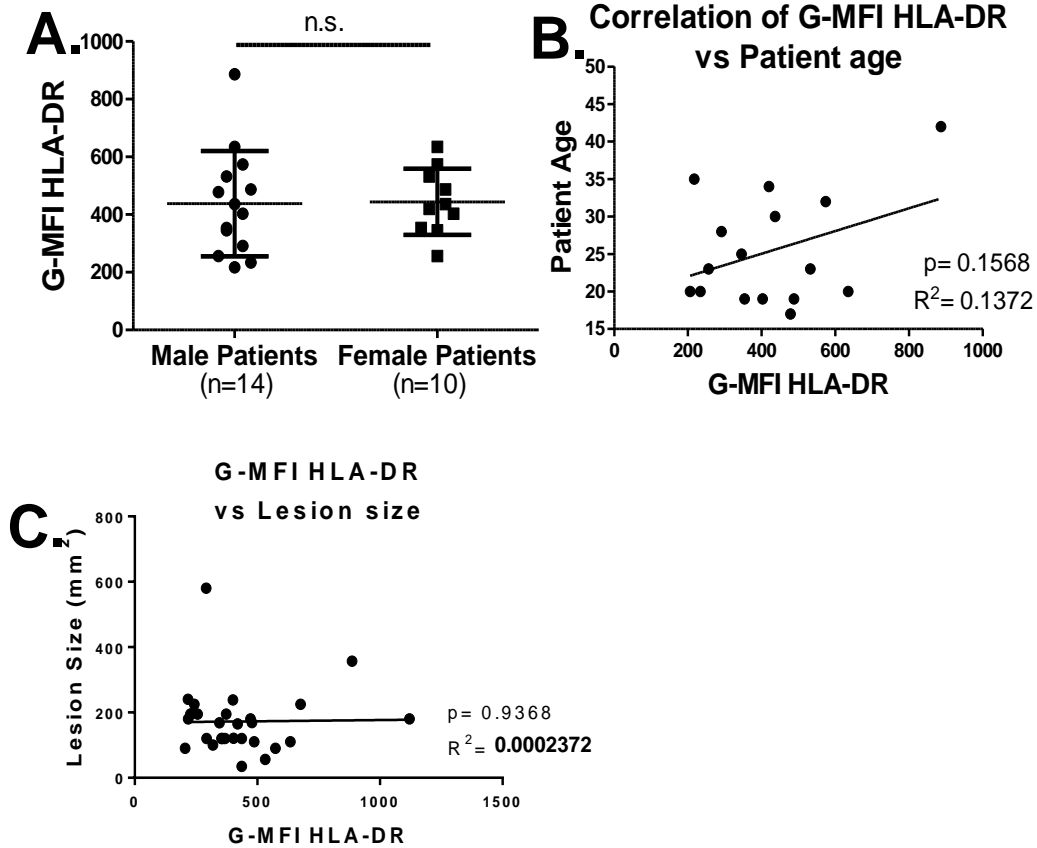 A.
n.s.
G-MFI HLA-DR
1000
800
600
400
200
0
Male Patients
(n=14)
Female Patients
(n=10)
B.
Correlation of G-MFI HLA-DR
vs Patient age
Patient Age
50
45
40
35
30
25
20
15
p= 0.1568
R²= 0.1372
0 200 400 600 800 1000
G-MFI HLA-DR
C.
G-MFI HLA-DR
vs Lesion size
Lesion Size (mm²)
800
600
400
200
0
p= 0.9368
R²= 0.0002372
0 500 1000 1500
G-MFI HLA-DR